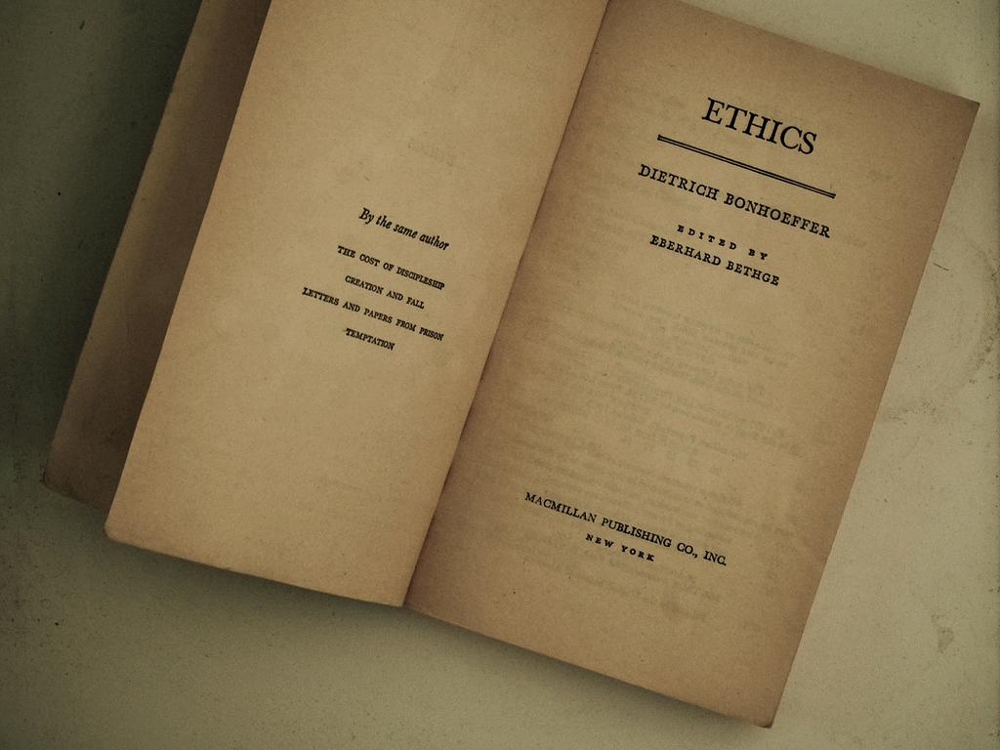 By the same author
THE COST OF DISCIPLESHIP
CREATION AND FALL
LETTERS AND PAPERS FROM PRISON
TEMPTATION
ETHICS
DIETRICH BONHOEFFER
EDITED BY
EBERHARD BETHGE
MACMILLAN PUBLISHING CO., INC.
NEW YORK